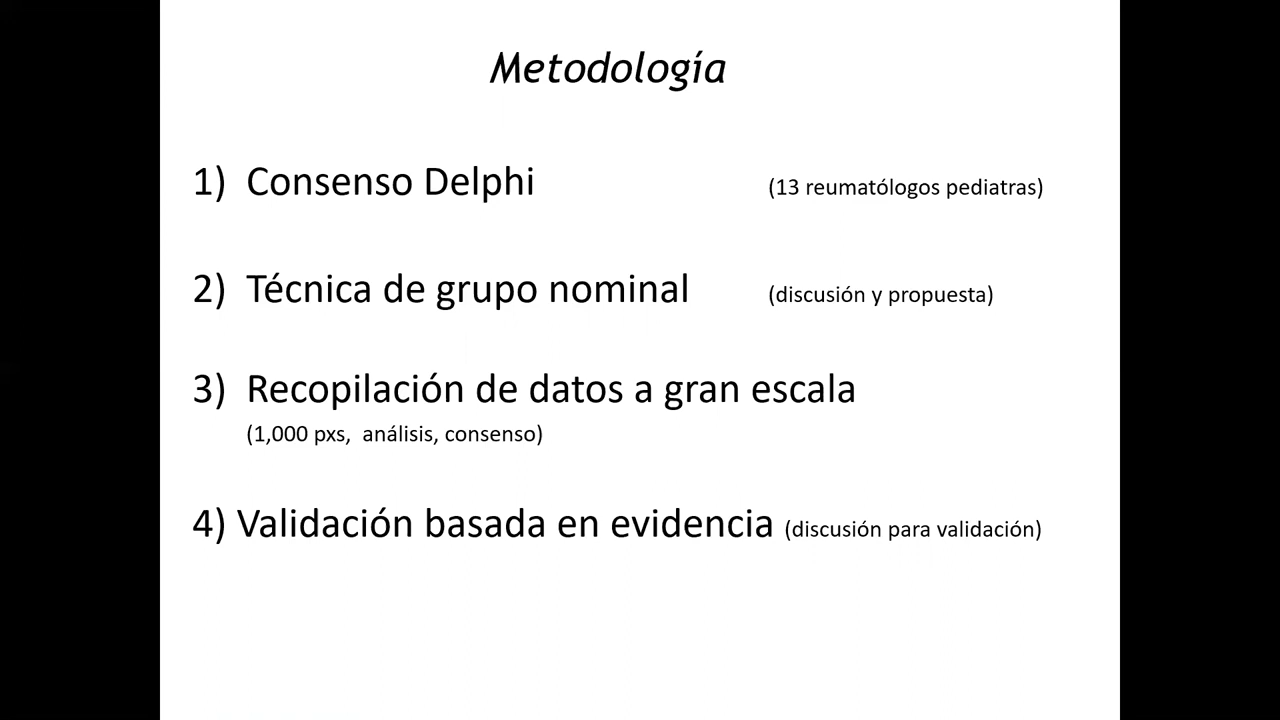 Metodología
1) Consenso Delphi (13 reumatólogos pediatras)
2) Técnica de grupo nominal (discusión y propuesta)
3) Recopilación de datos a gran escala
(1,000 pxs, análisis, consenso)
4) Validación basada en evidencia (discusión para validación)